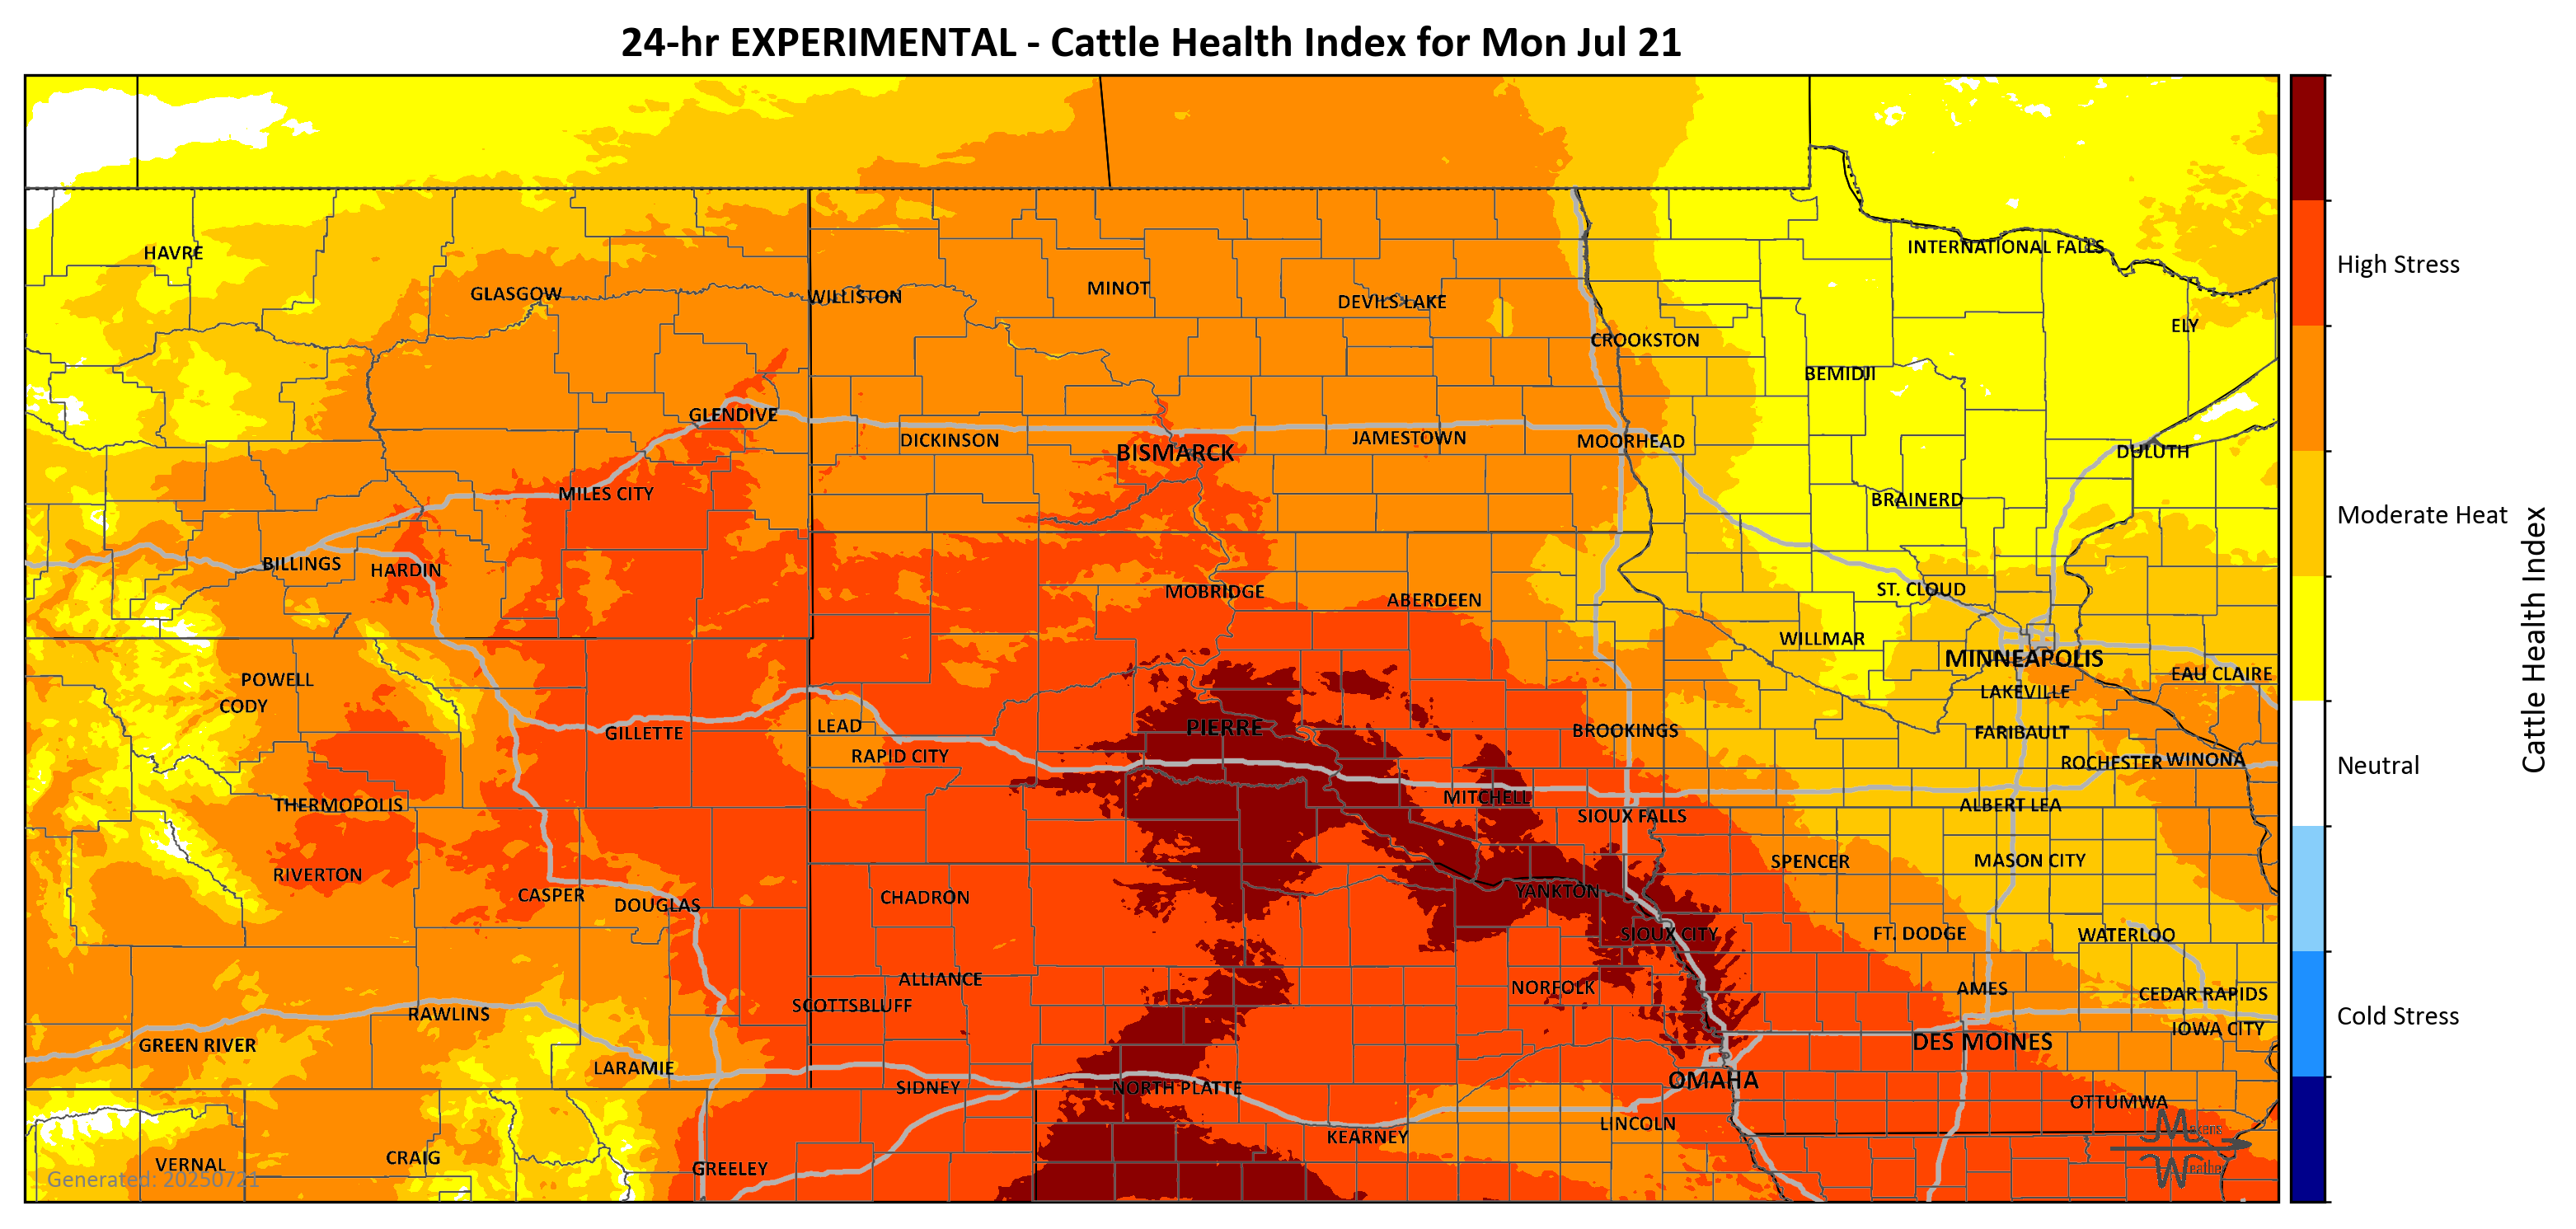 24-hr EXPERIMENTAL - Cattle Health Index for Mon Jul 21
HAVRE
INTERNATIONAL FALLS
GLASGOW
WILLISTON
MINOT
DEVILS LAKE
ELY
CROOKSTON
BEMIDJI
GLENDIVE
DICKINSON
BISMARCK
JAMESTOWN
MOORHEAD
DULUTH
MILES CITY
BRAINERD
BILLINGS
HARDIN
MOBRIDGE
ABERDEEN
ST. CLOUD
WILLMAR
MINNEAPOLIS
EAU CLAIRE
POWELL
CODY
LAKEVILLE
GILLETTE
LEAD
PIERRE
BROOKINGS
FARIBAULT
RAPID CITY
ROCHESTER
WINONA
THERMOPOLIS
MITCHELL
SIOUX FALLS
ALBERT LEA
RIVERTON
SPENCER
MASON CITY
CASPER
DOUGLAS
CHADRON
YANKTON
SIOUX CITY
FT. DODGE
WATERLOO
ALLIANCE
NORFOLK
AMES
CEDAR RAPIDS
SCOTTSBLUFF
RAWLINS
IOWA CITY
GREEN RIVER
DES MOINES
LARAMIE
SIDNEY
NORTH PLATTE
OMAHA
OTTUMWA
LINCOLN
KEARNEY
VERNAL
CRAIG
GREELEY
Generated: 20250721
Makens
Weather
High Stress
Moderate Heat
Neutral
Cold Stress
Cattle Health Index